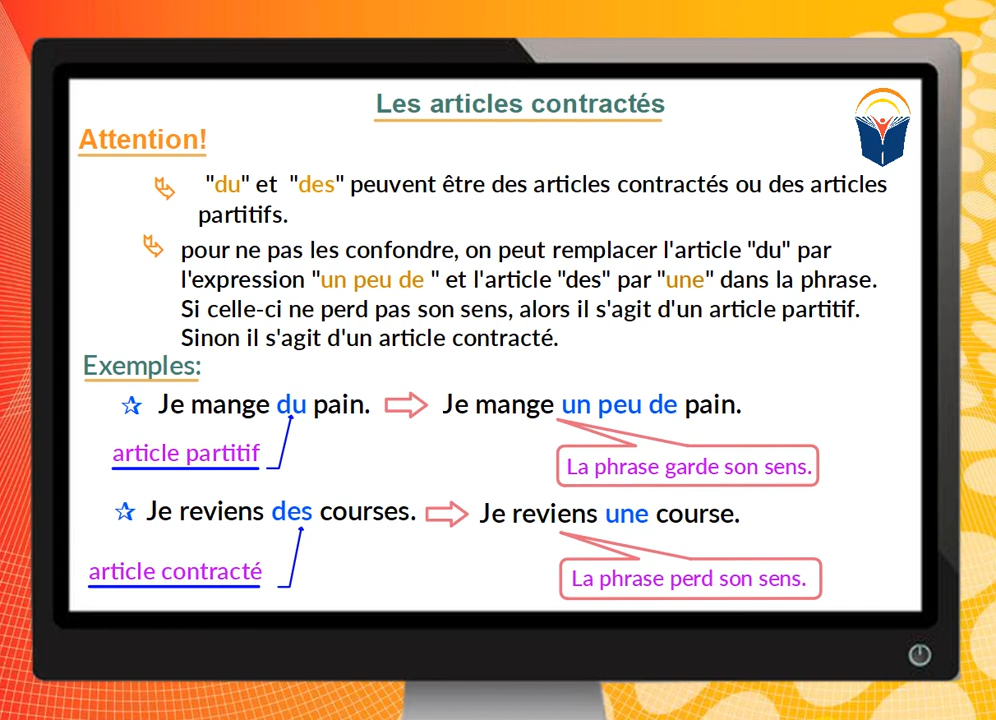 Les articles contractés
Attention!
"du" et "des" peuvent être des articles contractés ou des articles
partitifs.
pour ne pas les confondre, on peut remplacer l'article "du" par
l'expression "un peu de " et l'article "des" par "une" dans la phrase.
Si celle-ci ne perd pas son sens, alors il s'agit d'un article partitif.
Sinon il s'agit d'un article contracté.
Exemples:
Je mange du pain. Je mange un peu de pain.
article partitif
La phrase garde son sens.
Je reviens des courses. Je reviens une course.
article contracté
La phrase perd son sens.